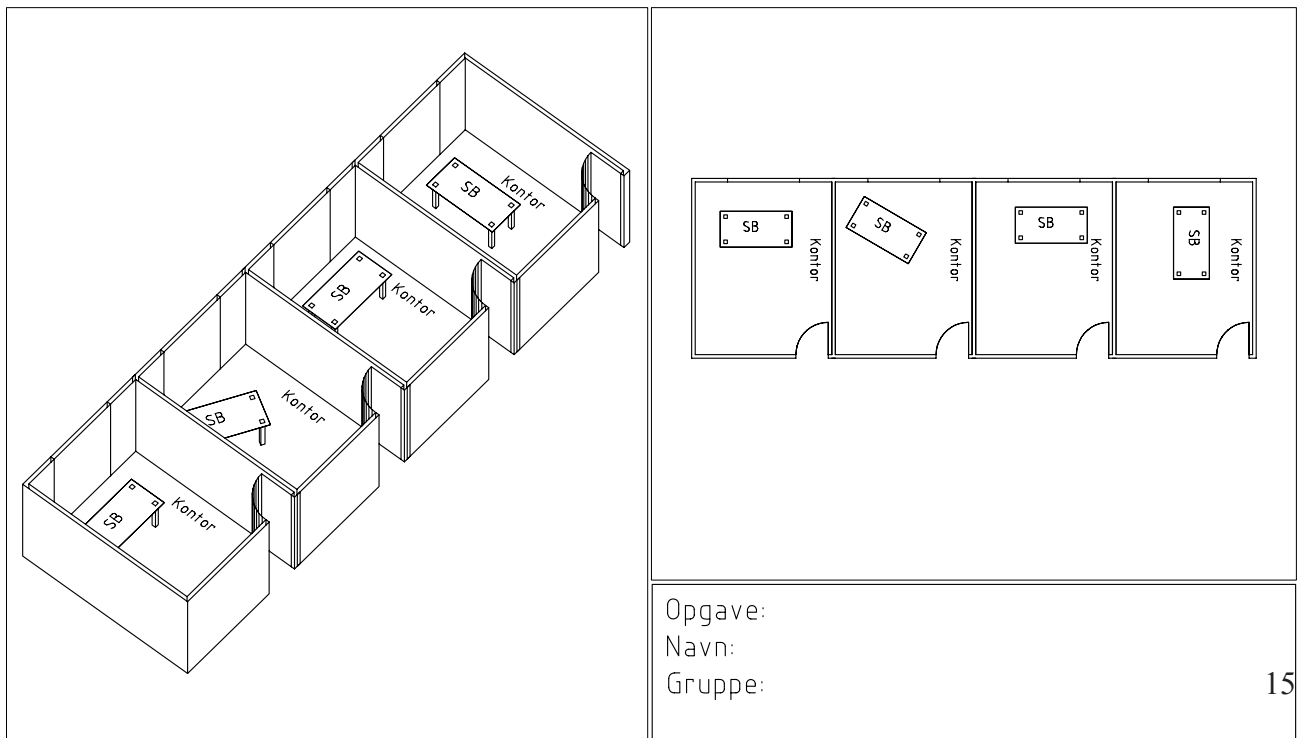 SB
Kontor
SB
Kontor
SB
Kontor
SB
Kontor
SB
Kontor
SB
Kontor
SB
Kontor
SB
Kontor
Opgave:
Navn:
Gruppe:
15